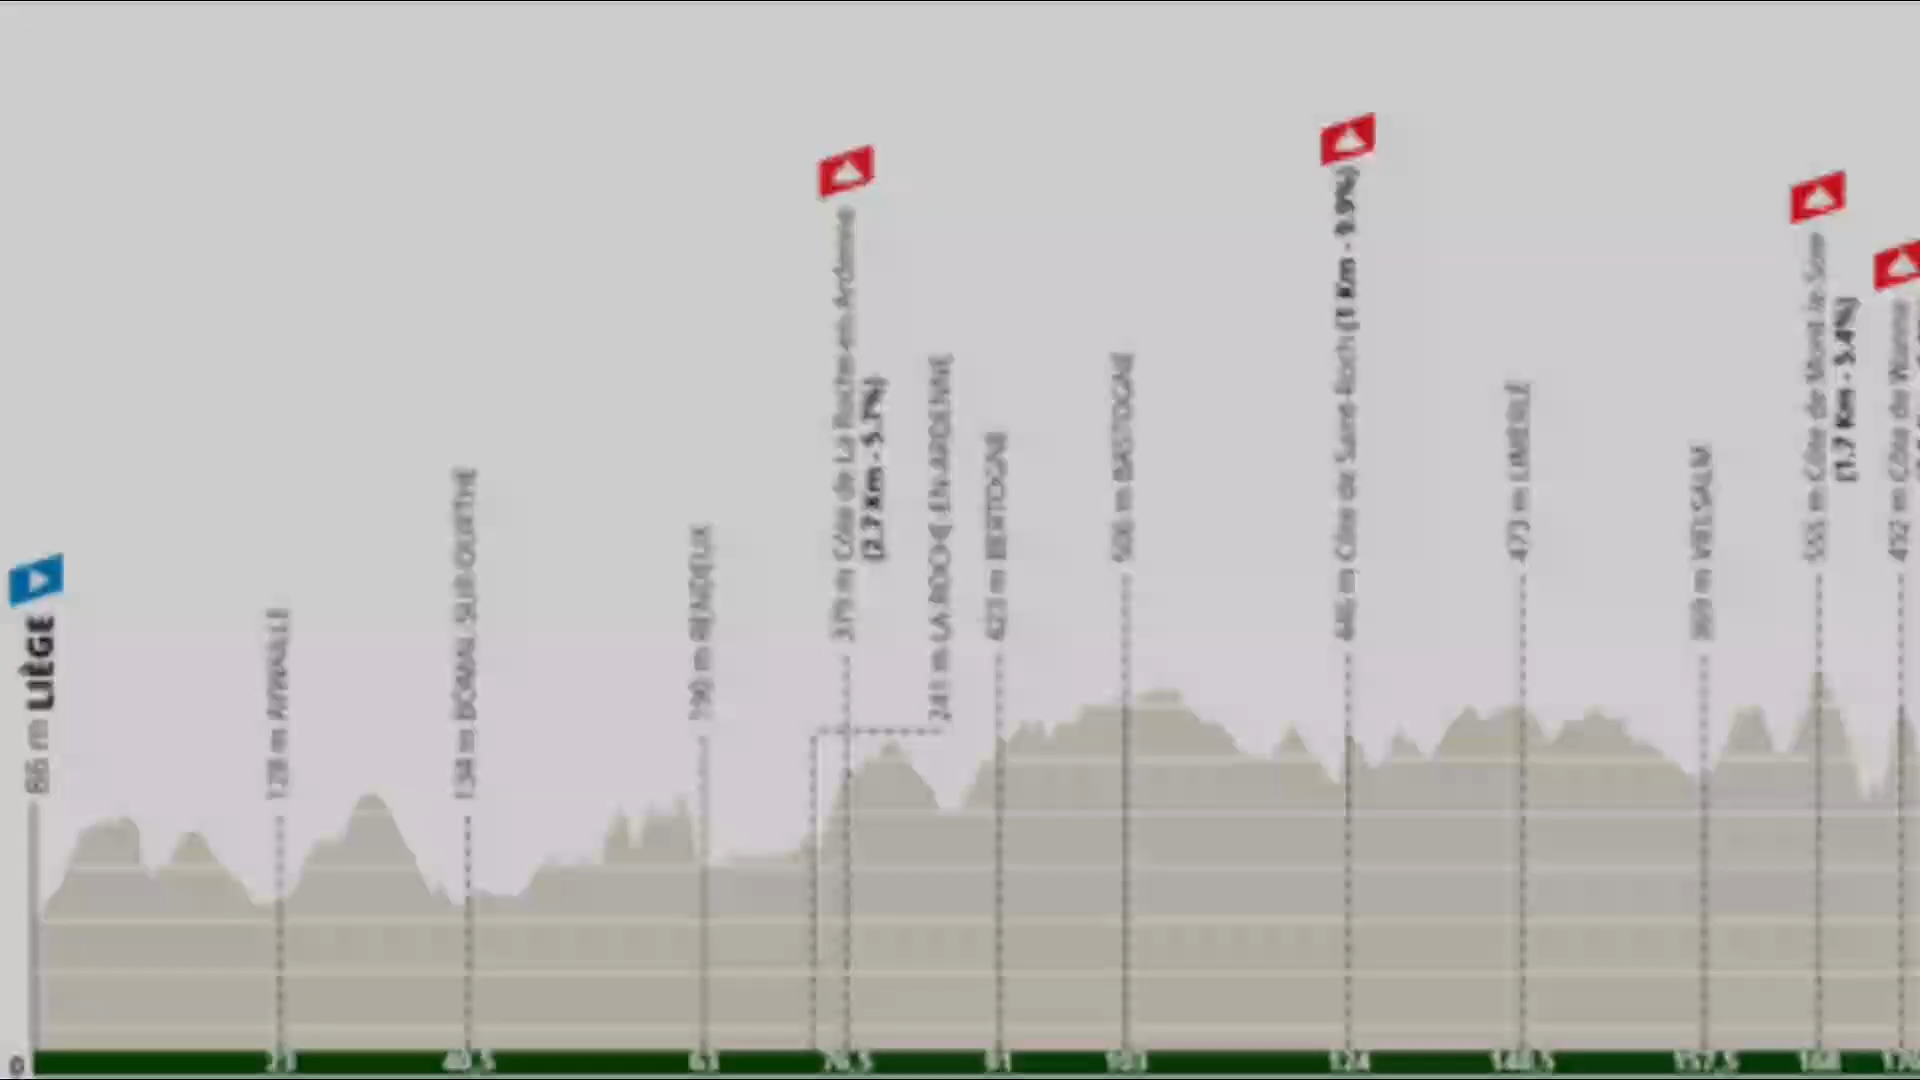 86 m LIÈGE
128 m AYWAILLE
134 m BOMAL-SUR-OURTHE
190 m RENDEUX
379 m Côte de La Roche-en-Ardenne
(2.7 Km - 5.7%)
241 m LA ROCHE-EN-ARDENNE
423 m BERTOGNE
506 m BASTOGNE
446 m Côte de Saint-Roch (1 Km - 9.9%)
473 m LIMERLÉ
369 m VIELSALM
555 m Côte de Mont-le-Soie
(1.7 Km - 5.4%)
492 m Côte de Wanne
0
23
40,5
63
76,5
91
103
124
140,5
157,5
168